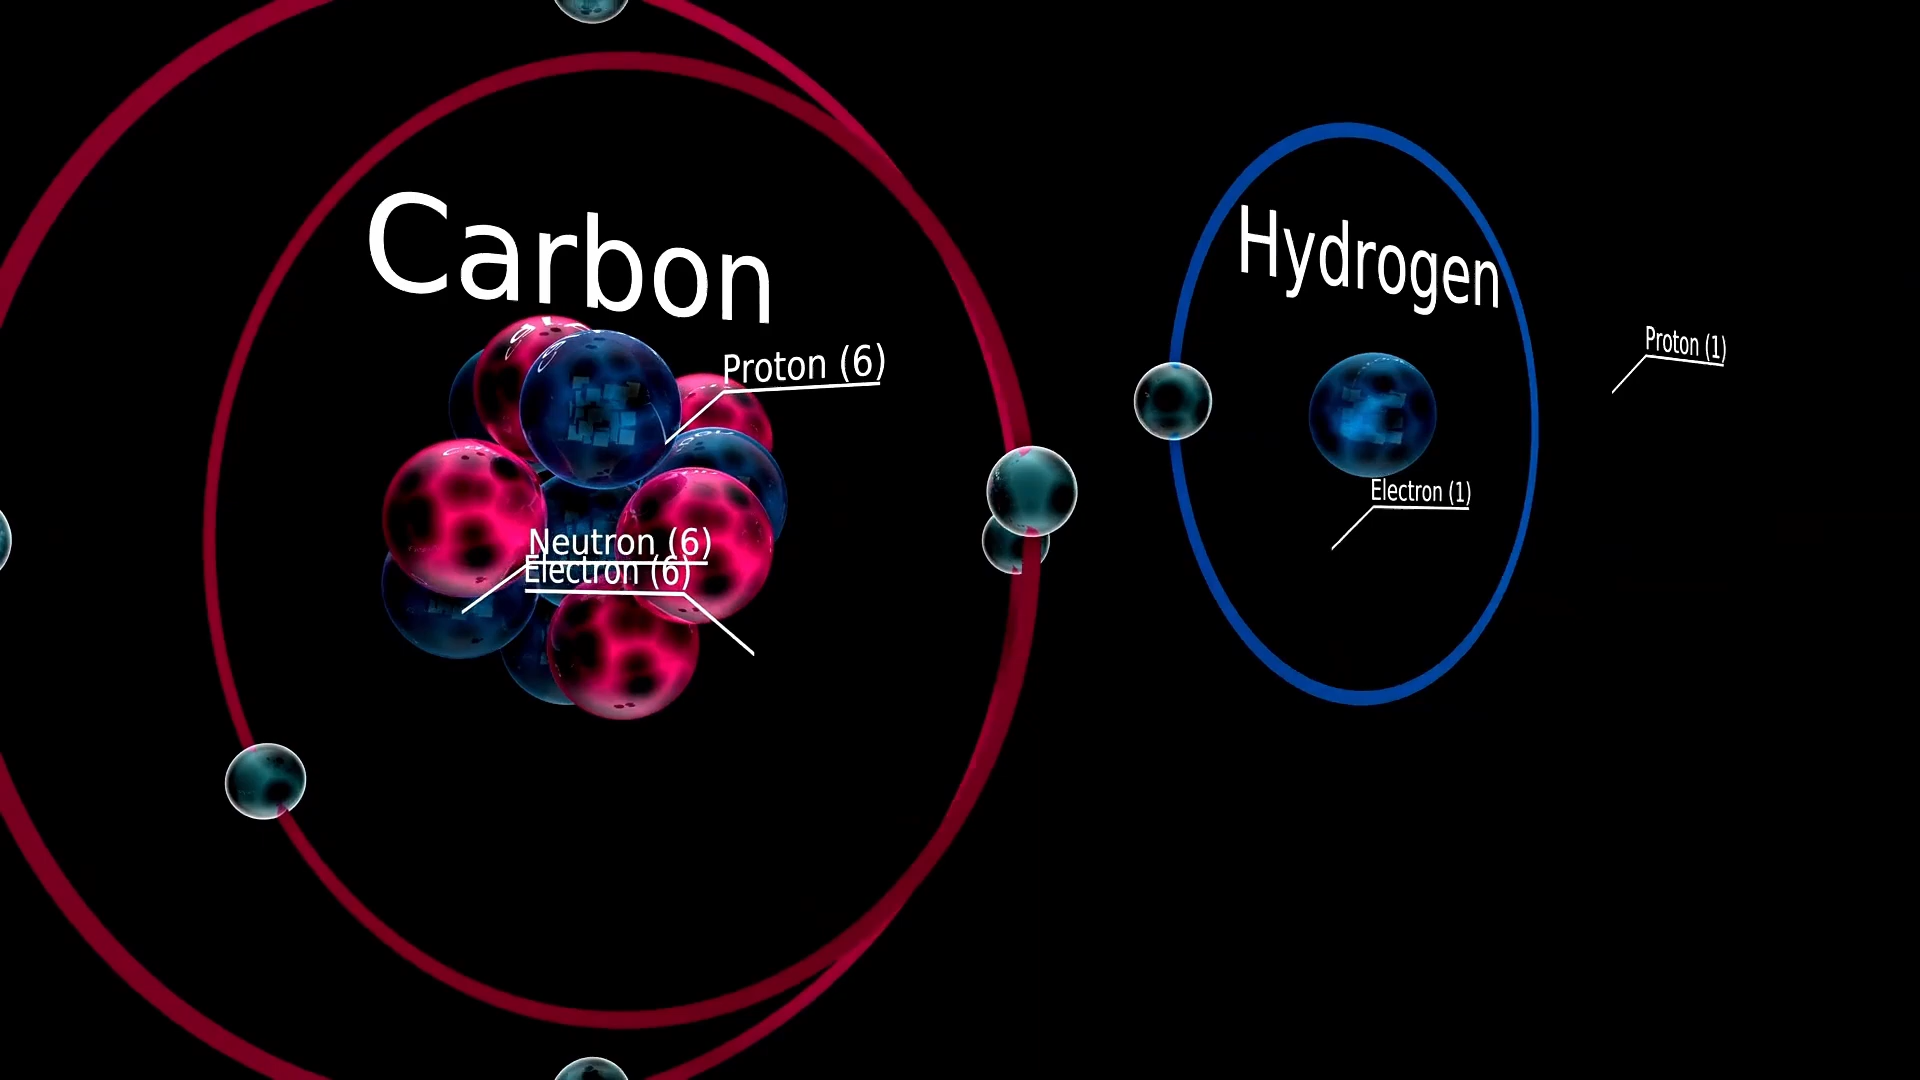 Carbon
Proton (6)
Neutron (6)
Electron (6)
Hydrogen
Proton (1)
Electron (1)